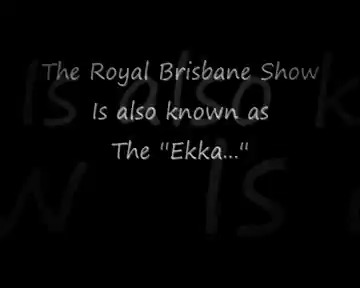 The Royal Brisbane Show
Is also known as
The "Ekka..."